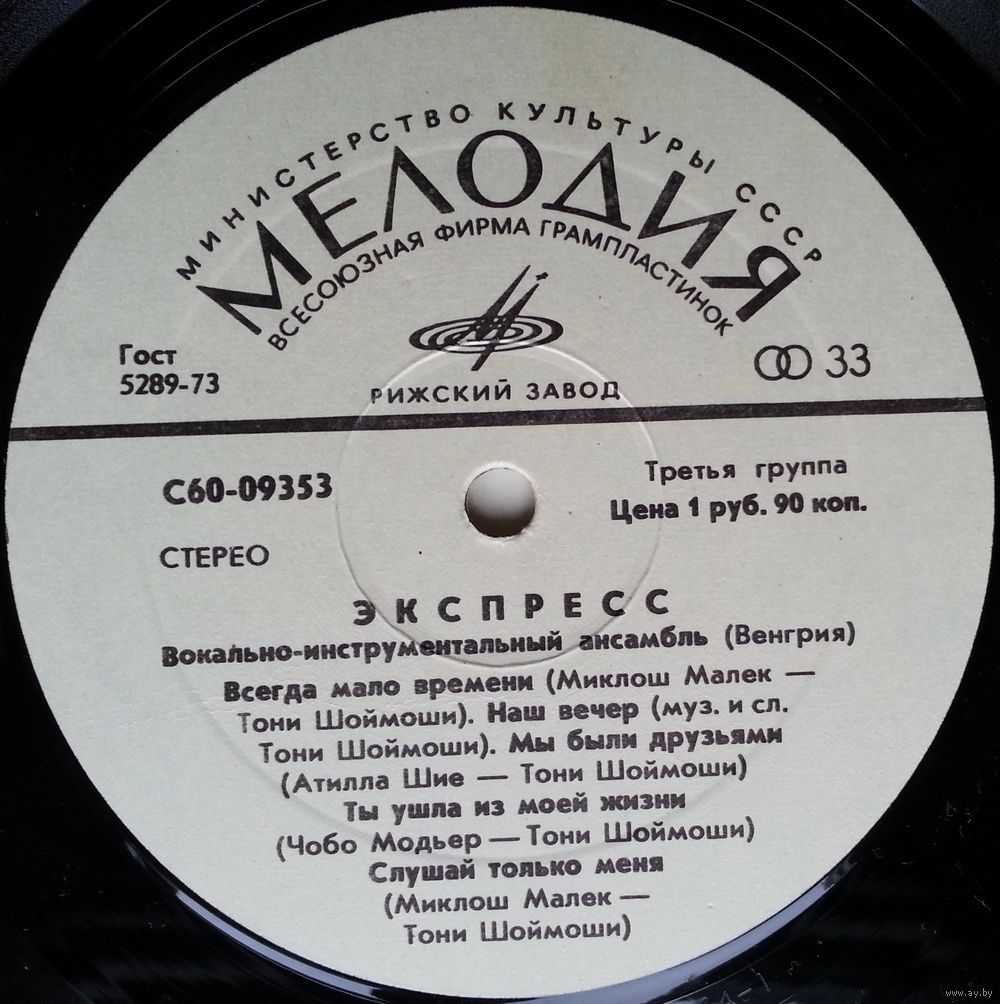 МИНИСТЕРСТВО КУЛЬТУРЫ СССР
МЕЛОДИЯ
ВСЕСОЮЗНАЯ ФИРМА ГРАМПЛАСТИНОК
Гост
5289-73
33
РИЖСКИЙ ЗАВОД
С60-09353
Третья группа
Цена 1 руб. 90 коп.
СТЕРЕО
ЭКСПРЕСС
Вокально-инструментальный ансамбль (Венгрия)
Всегда мало времени (Миклош Малек —
Тони Шоймоши). Наш вечер (муз. и сл.
Тони Шоймоши). Мы были друзьями
(Атилла Шие — Тони Шоймоши)
Ты ушла из моей жизни
(Чобо Модьер — Тони Шоймоши)
Слушай только меня
(Миклош Малек —
Тони Шоймоши)
www.ay.by